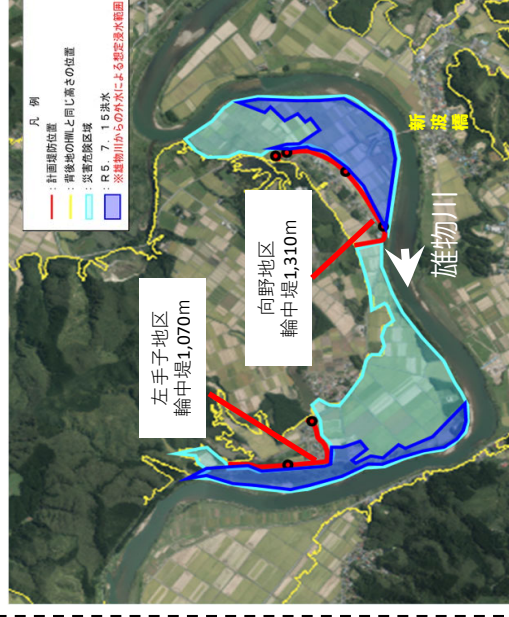 凡 例
：計画堤防位置
：背後地のHWLと同じ高さの位置
：災害危険区域
：R5．7．15洪水
※雄物川からの外水による想定浸水範囲
新波橋
雄物川
向野地区
輪中堤1,310m
左手子地区
輪中堤1,070m